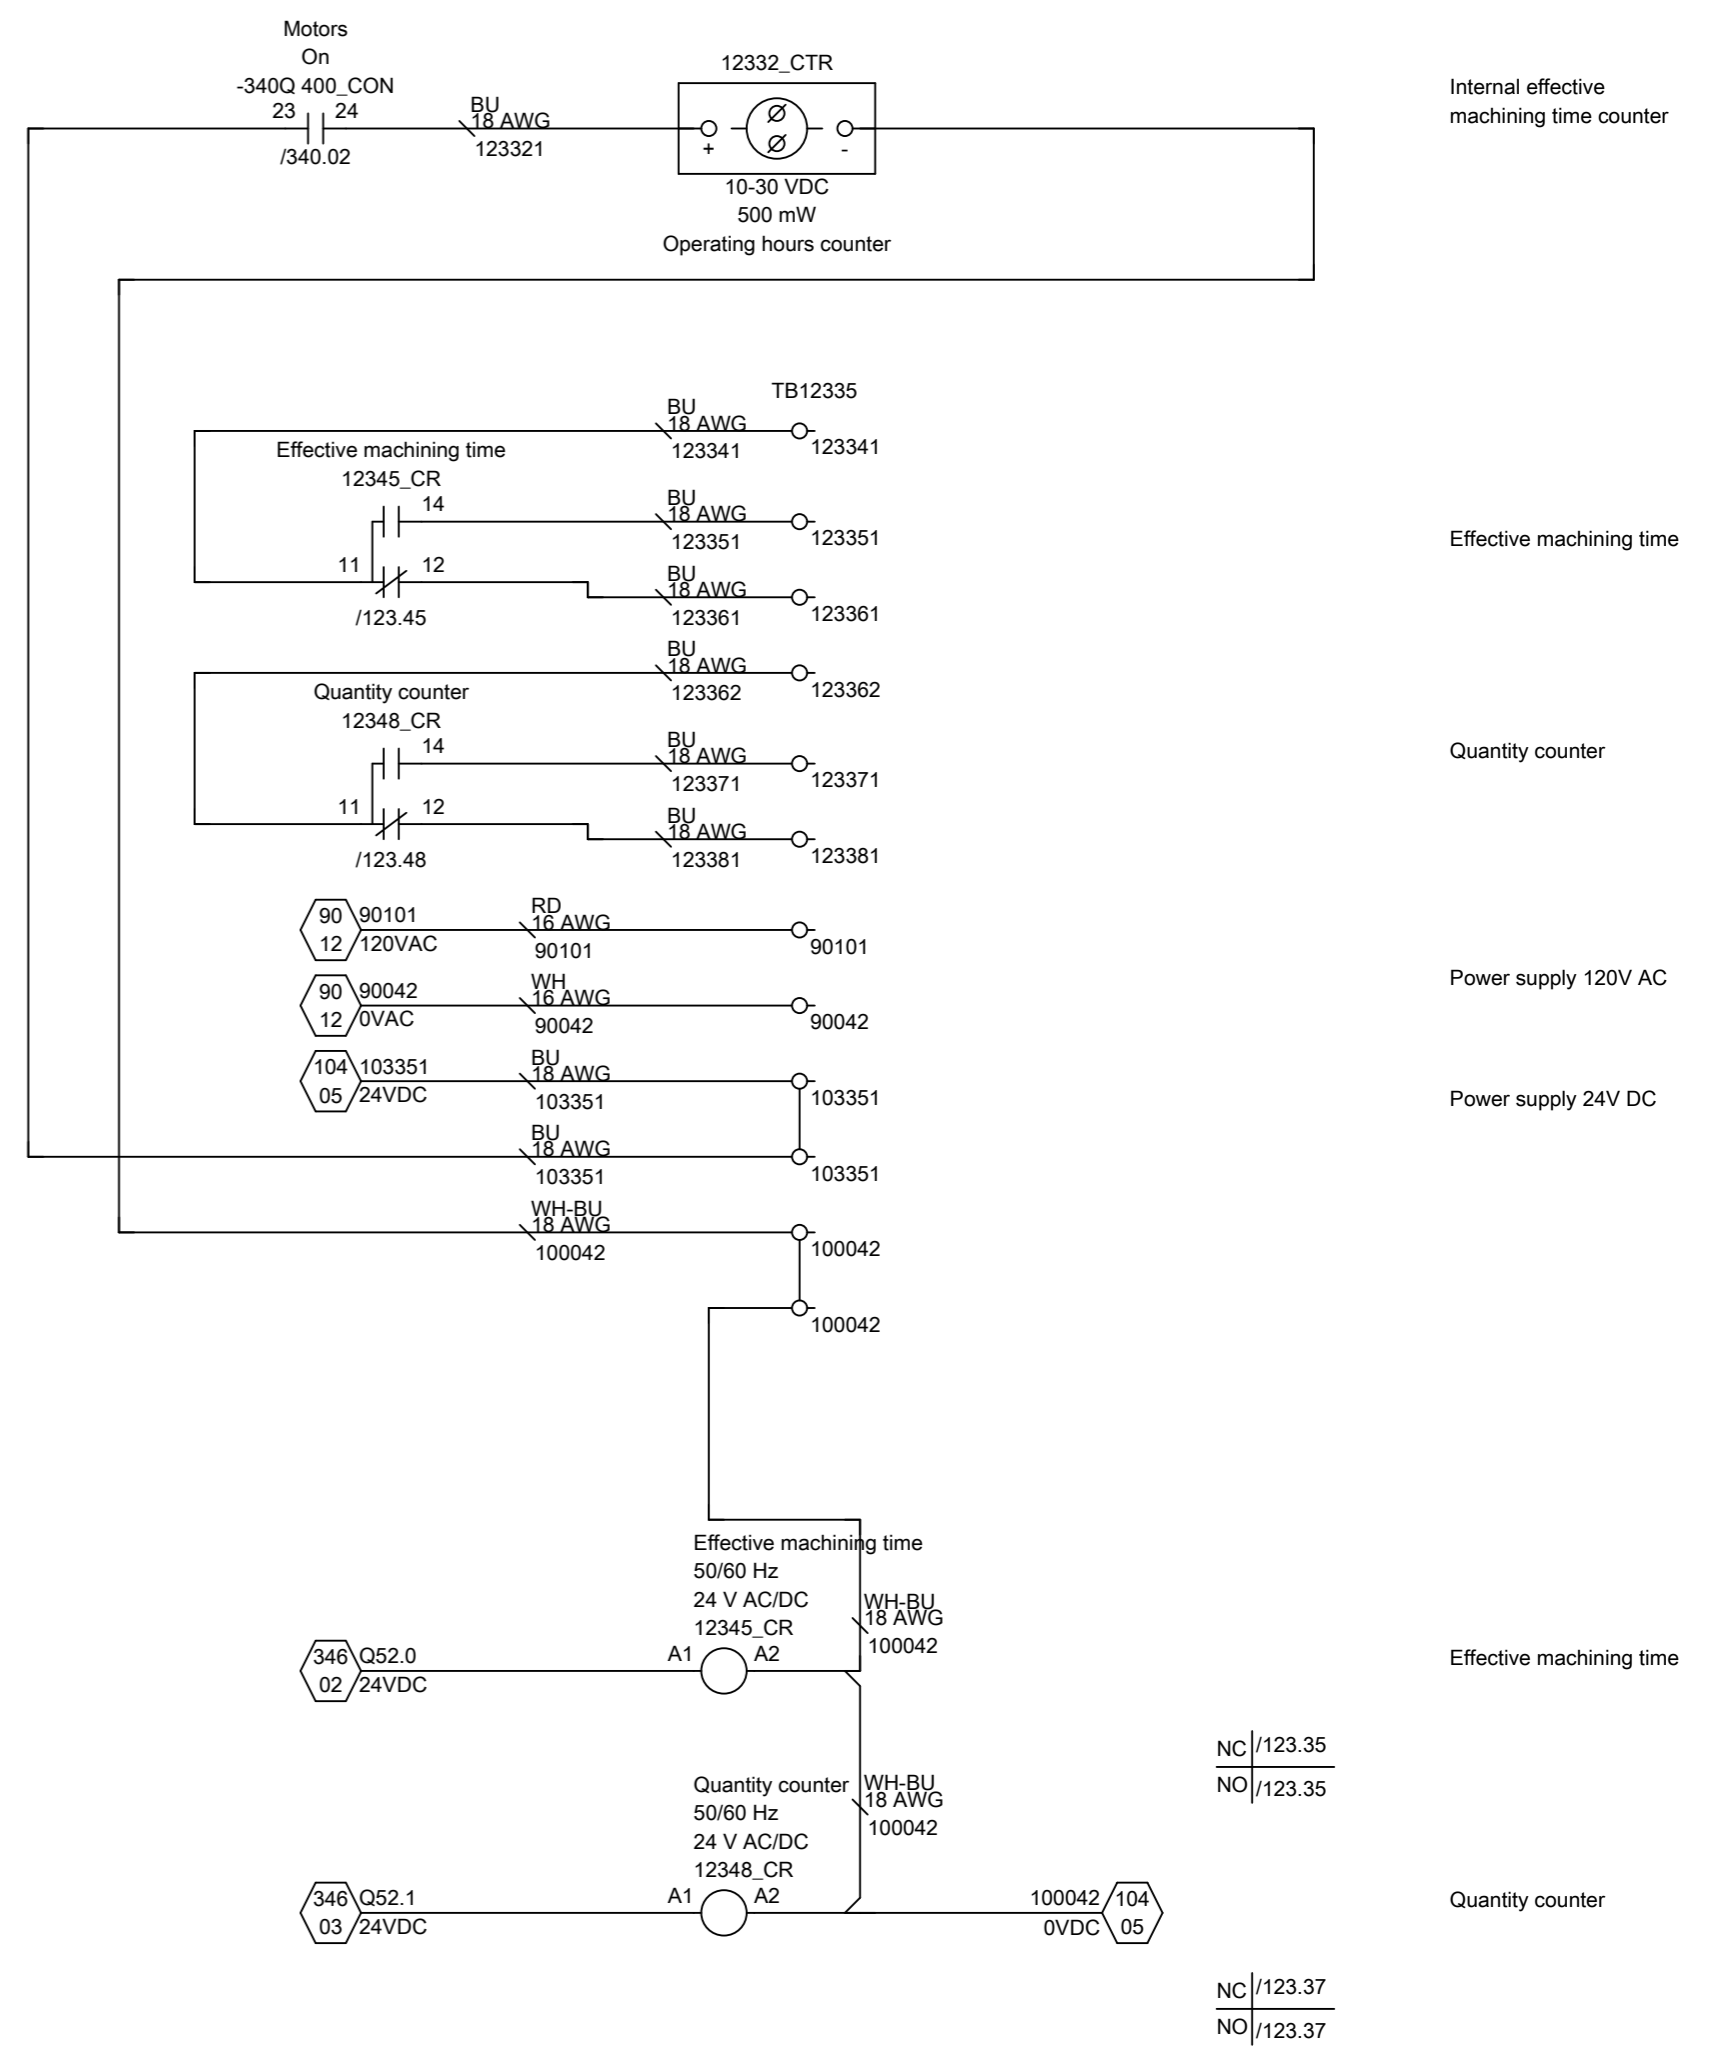 Motors
On
-340Q 400_CON
23 24
/340.02
BU
18 AWG
123321
12332_CTR
+ -
10-30 VDC
500 mW
Operating hours counter
Internal effective
machining time counter
TB12335
BU
18 AWG
123341
123341
Effective machining time
12345_CR
14
BU
18 AWG
123351
123351
Effective machining time
11 12
/123.45
BU
18 AWG
123361
123361
BU
18 AWG
123362
123362
Quantity counter
12348_CR
14
BU
18 AWG
123371
123371
Quantity counter
11 12
/123.48
BU
18 AWG
123381
123381
90
12
90101
120VAC
RD
16 AWG
90101
90101
Power supply 120V AC
90
12
90042
0VAC
WH
16 AWG
90042
90042
104
05
103351
24VDC
BU
18 AWG
103351
103351
Power supply 24V DC
BU
18 AWG
103351
103351
WH-BU
18 AWG
100042
100042
100042
Effective machining time
50/60 Hz
24 V AC/DC
12345_CR
A1 A2
WH-BU
18 AWG
100042
346
02
Q52.0
24VDC
Effective machining time
NC /123.35
NO /123.35
Quantity counter
50/60 Hz
24 V AC/DC
12348_CR
A1 A2
WH-BU
18 AWG
100042
346
03
Q52.1
24VDC
100042
0VDC
104
05
Quantity counter
NC /123.37
NO /123.37